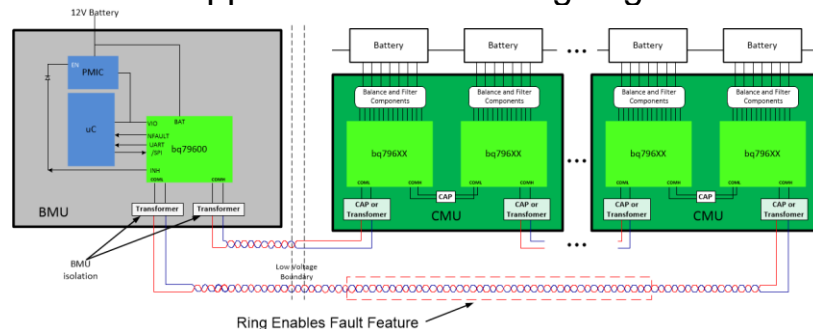 12V Battery
EN
PMIC
uC
VIO
BAT
NFAULT
UART
/SPI
INH
bq79600
COML
COMH
Transformer
Transformer
BMU
BMU
isolation
Low Voltage
Boundary
Battery
Battery
Balance and Filter
Components
Balance and Filter
Components
bq796XX
bq796XX
COML
COMH
COML
COMH
CAP
CAP or
Transfomer
CAP or
Transfomer
CMU
Battery
Battery
Balance and Filter
Components
Balance and Filter
Components
bq796XX
bq796XX
COML
COMH
COML
COMH
CAP
CAP or
Transfomer
CAP or
Transfomer
CMU
Ring Enables Fault Feature